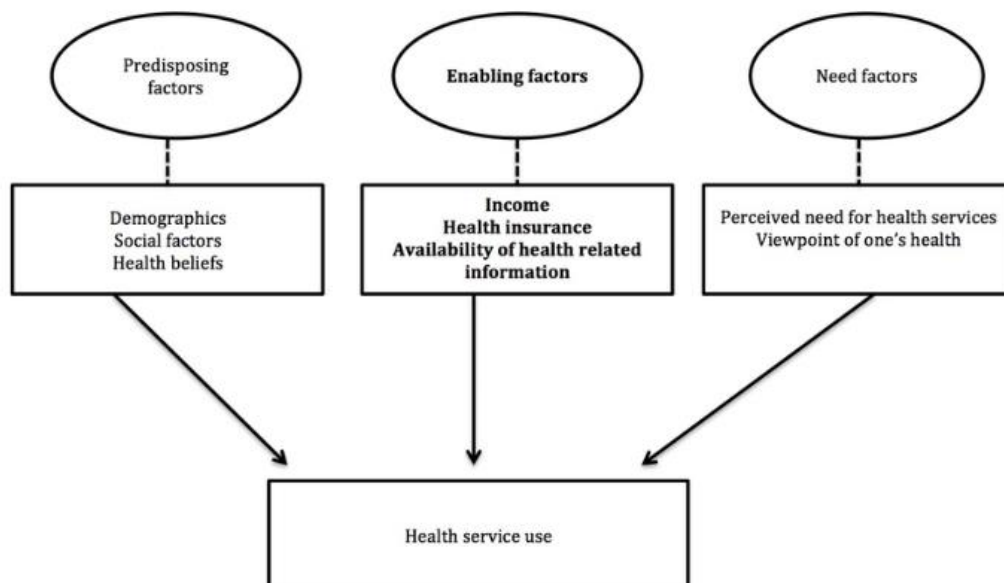 Predisposing
factors
Enabling factors
Need factors
Demographics
Social factors
Health beliefs
Income
Health insurance
Availability of health related
information
Perceived need for health services
Viewpoint of one's health
Health service use